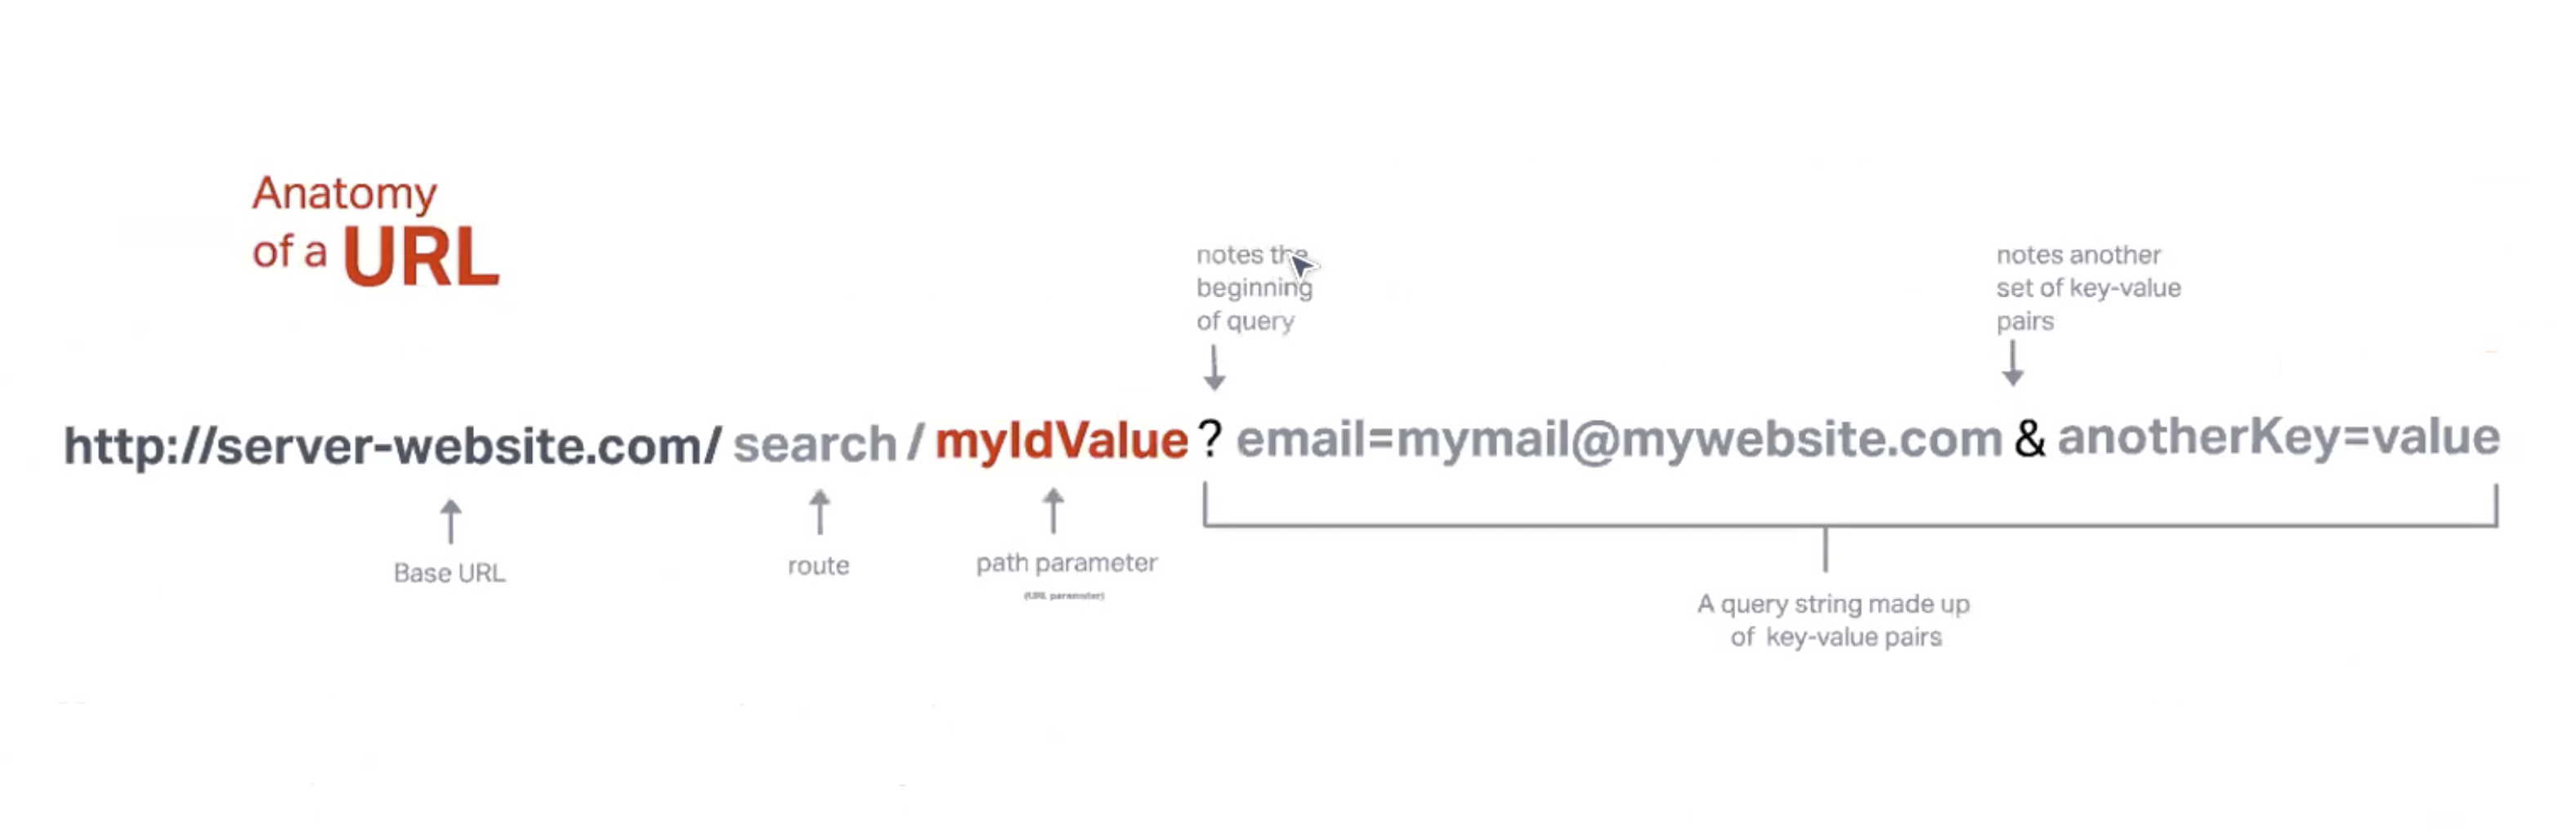 Anatomy
of a URL
notes the
beginning
of query
notes another
set of key-value
pairs
http://server-website.com/ search / myIdValue ? email=mymail@mywebsite.com & anotherKey=value
Base URL
route
path parameter
(URL parameter)
A query string made up
of key-value pairs